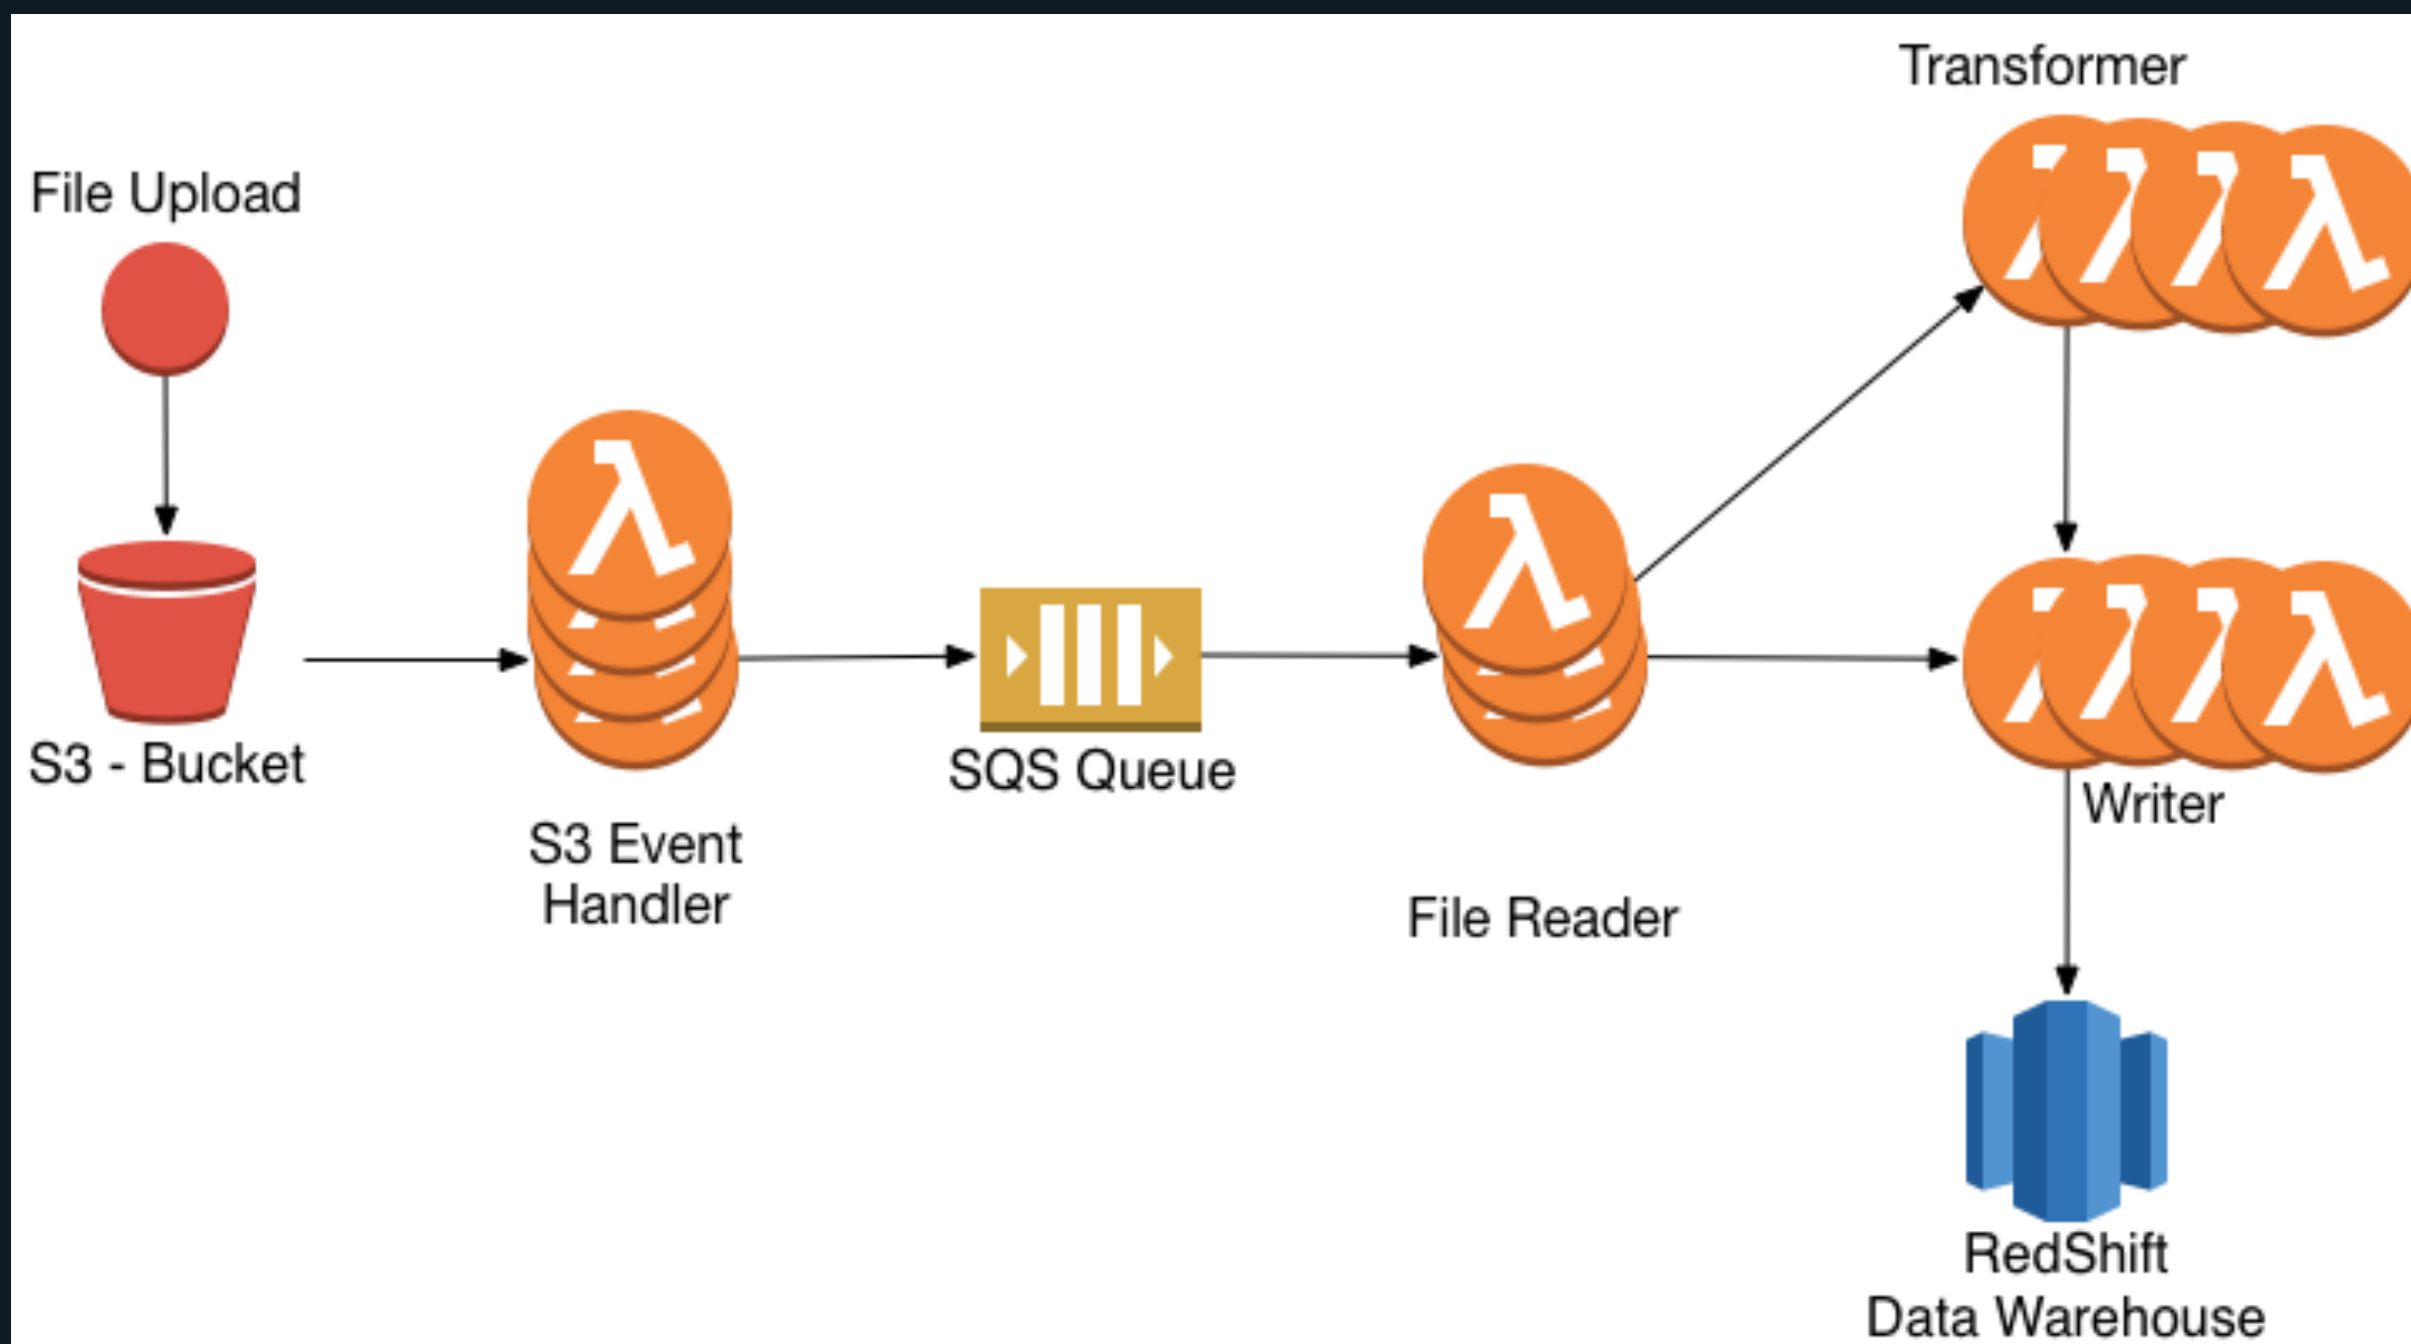 Transformer
File Upload
S3 - Bucket
S3 Event
Handler
SQS Queue
File Reader
Writer
RedShift
Data Warehouse